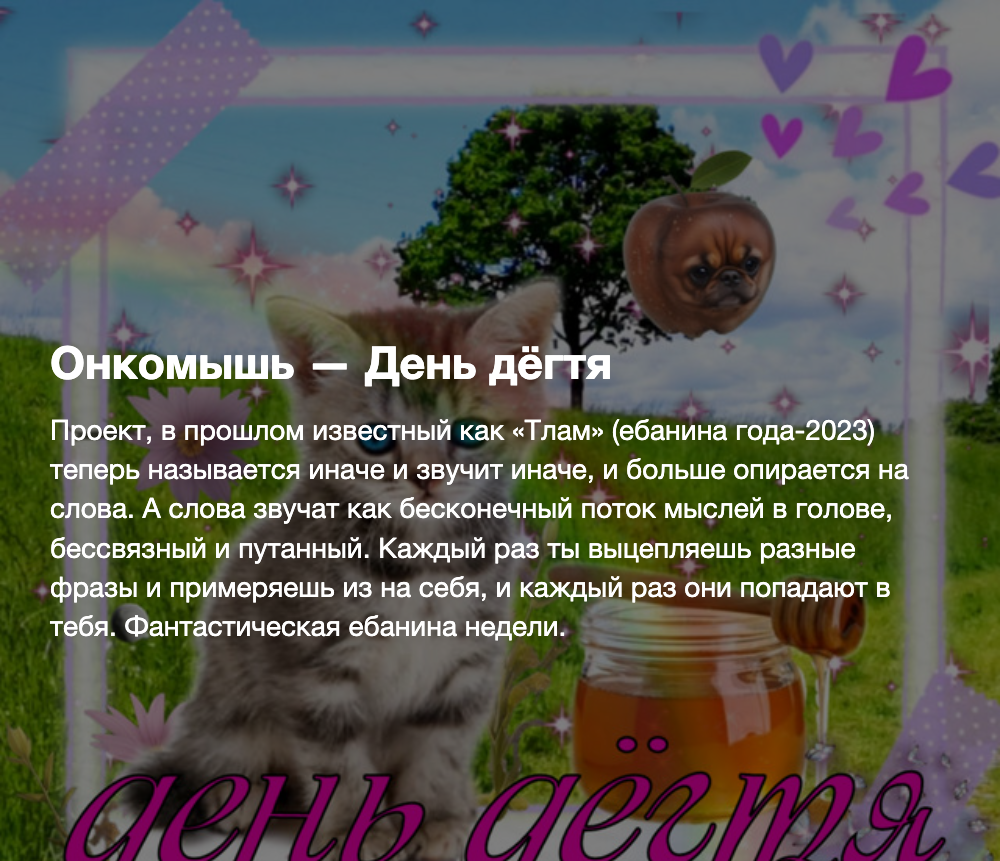 Онкомышь — День дёгтя
Проект, в прошлом известный как «Тлам» (ебанина года-2023)
теперь называется иначе и звучит иначе, и больше опирается на
слова. А слова звучат как бесконечный поток мыслей в голове,
бессвязный и путанный. Каждый раз ты выцепляешь разные
фразы и примеряешь из на себя, и каждый раз они попадают в
тебя. Фантастическая ебанина недели.
день дёгтя